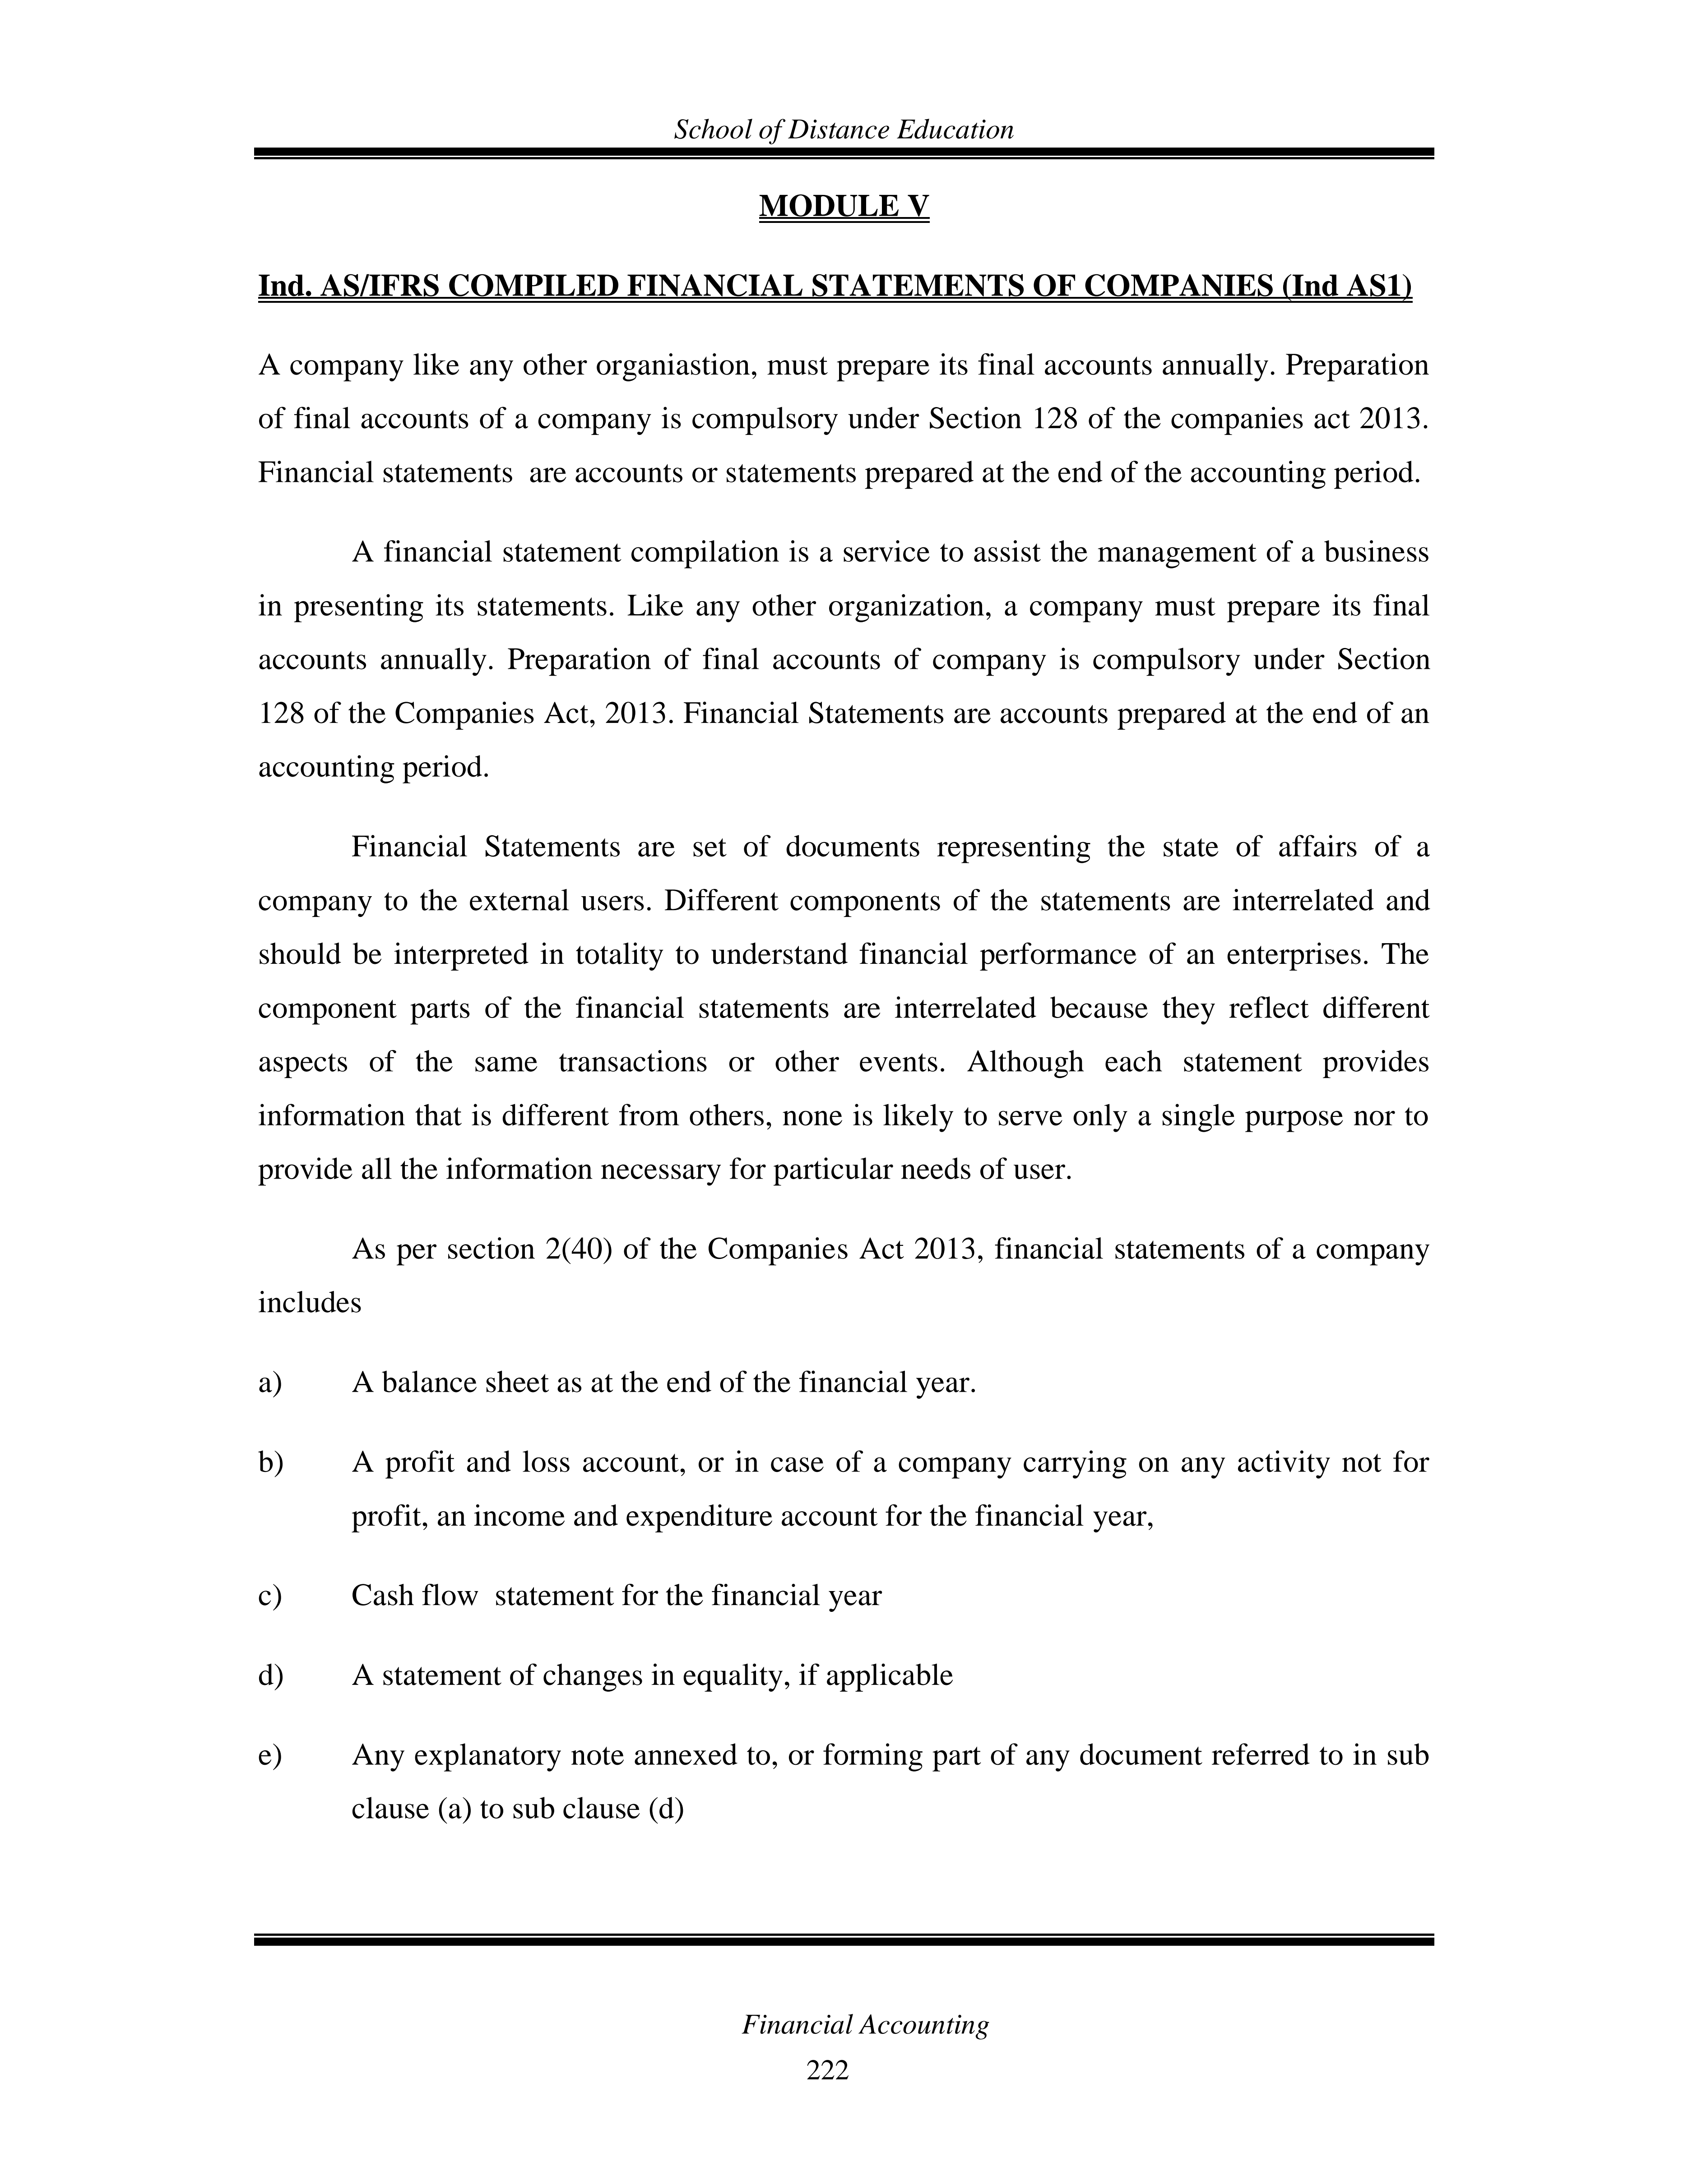 School of Distance Education
MODULE V
Ind. AS/IFRS COMPILED FINANCIAL STATEMENTS OF COMPANIES (Ind AS1)
A company like any other organiastion, must prepare its final accounts annually. Preparation
of final accounts of a company is compulsory under Section 128 of the companies act 2013.
Financial statements  are accounts or statements prepared at the end of the accounting period.
A financial statement compilation is a service to assist the management of a business
in presenting its statements. Like any other organization, a company must prepare its final
accounts annually. Preparation of final accounts of company is compulsory under Section
128 of the Companies Act, 2013. Financial Statements are accounts prepared at the end of an
accounting period.
Financial Statements are set of documents representing the state of affairs of a
company to the external users. Different components of the statements are interrelated and
should be interpreted in totality to understand financial performance of an enterprises. The
component parts of the financial statements are interrelated because they reflect different
aspects of the same transactions or other events. Although each statement provides
information that is different from others, none is likely to serve only a single purpose nor to
provide all the information necessary for particular needs of user.
As per section 2(40) of the Companies Act 2013, financial statements of a company
includes
a) A balance sheet as at the end of the financial year.
b) A profit and loss account, or in case of a company carrying on any activity not for
profit, an income and expenditure account for the financial year,
c) Cash flow  statement for the financial year
d) A statement of changes in equality, if applicable
e) Any explanatory note annexed to, or forming part of any document referred to in sub
clause (a) to sub clause (d)
Financial Accounting
222